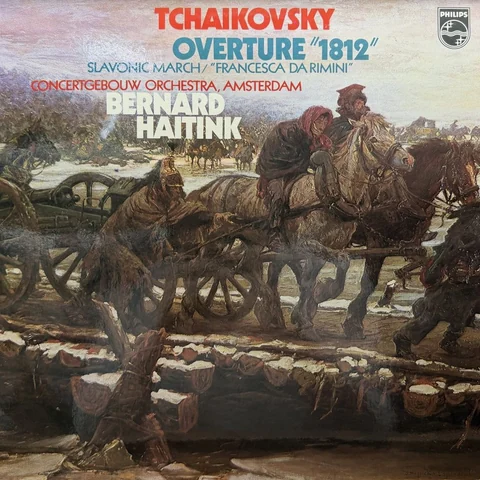 TCHAIKOVSKY
PHILIPS
OVERTURE "1812"
SLAVONIC MARCH/"FRANCESCA DA RIMINI"
CONCERTGEBOUW ORCHESTRA, AMSTERDAM
BERNARD
HAITINK